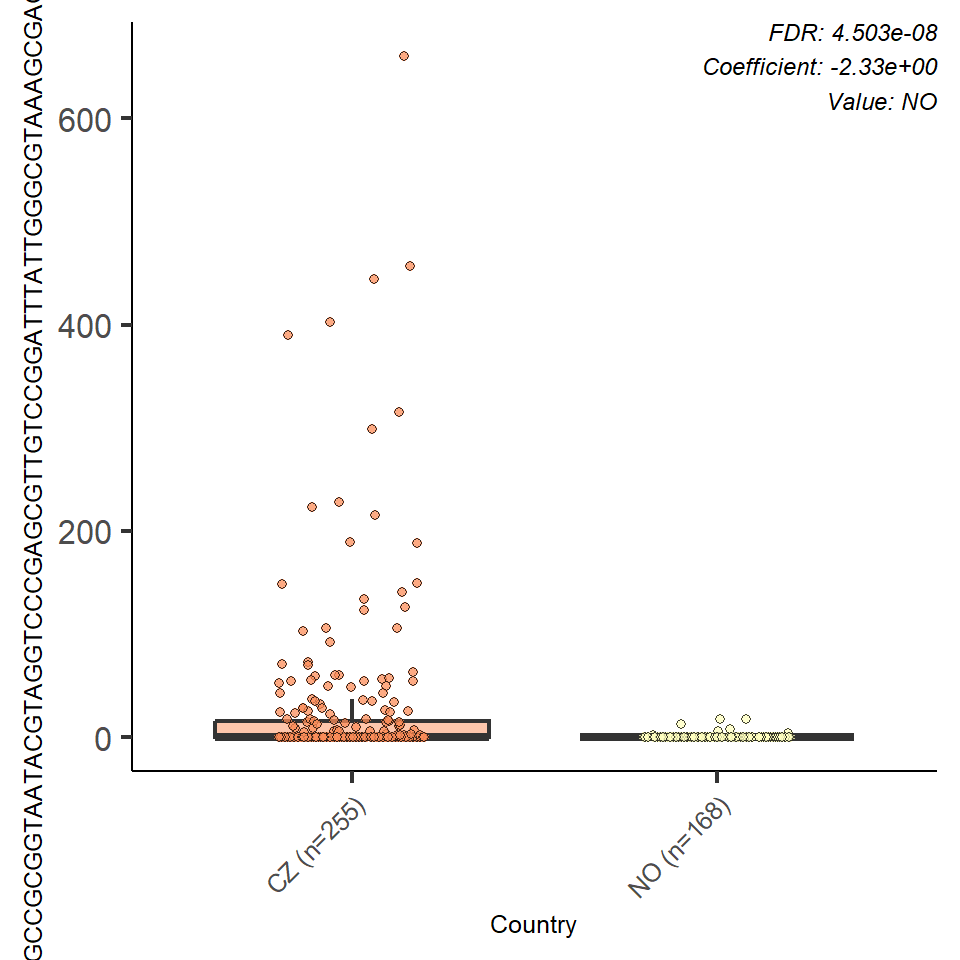 FDR: 4.503e-08
Coefficient: -2.33e+00
Value: NO
GCCGCGGTAATACGTAGGTCCCGAGCGTTGTCCGGATTTATTGGGCGTAAAGCGAG
600
400
200
0
CZ (n=255)
NO (n=168)
Country